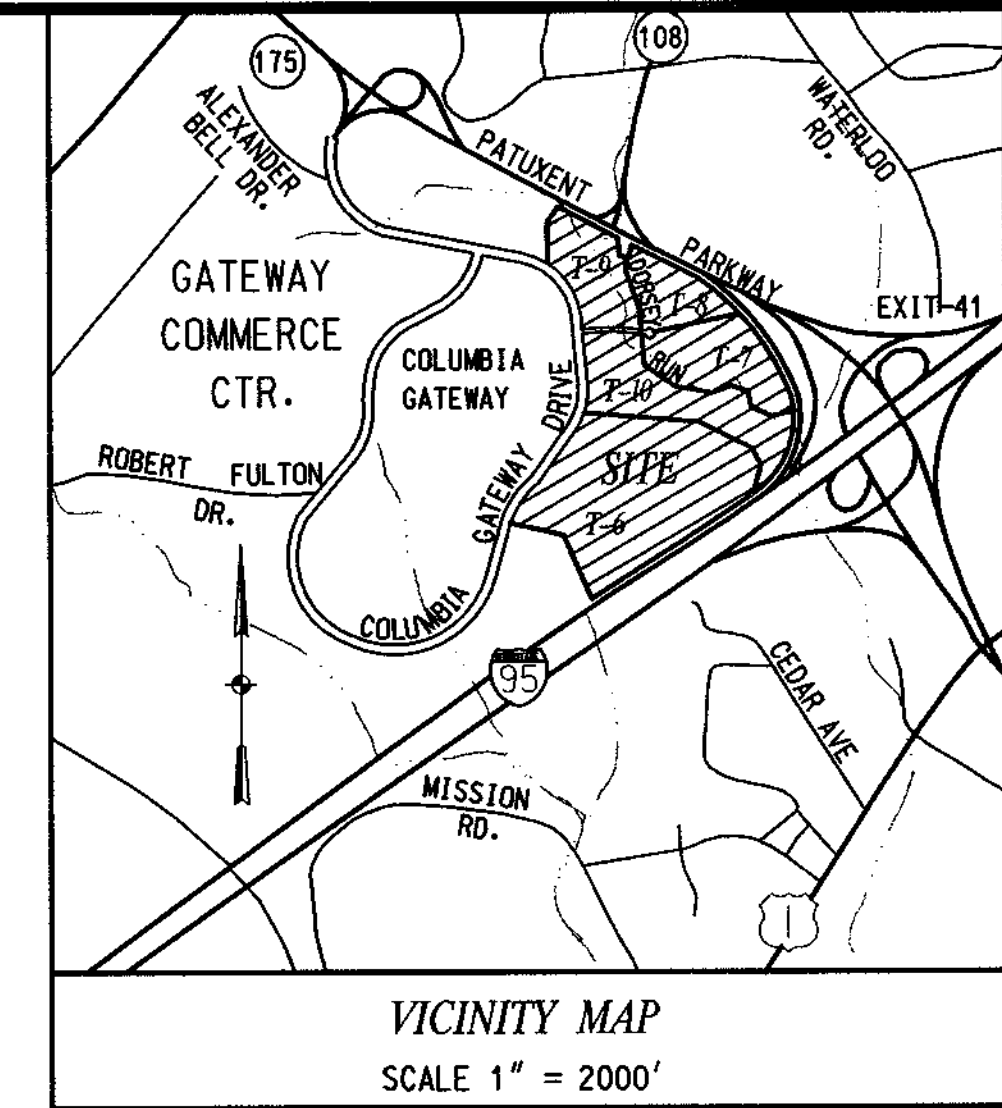 175
108
ALEXANDER
BELL DR.
PATUXENT
PARKWAY
WATERLOO
RD.
EXIT-41
GATEWAY
COMMERCE
CTR.
COLUMBIA
GATEWAY
T-9
DORSEY
RUN
T-8
T-7
T-10
SITE
T-6
ROBERT FULTON
DR.
COLUMBIA
GATEWAY
DRIVE
95
CEDAR AVE
MISSION
RD.
1
VICINITY MAP
SCALE 1" = 2000'